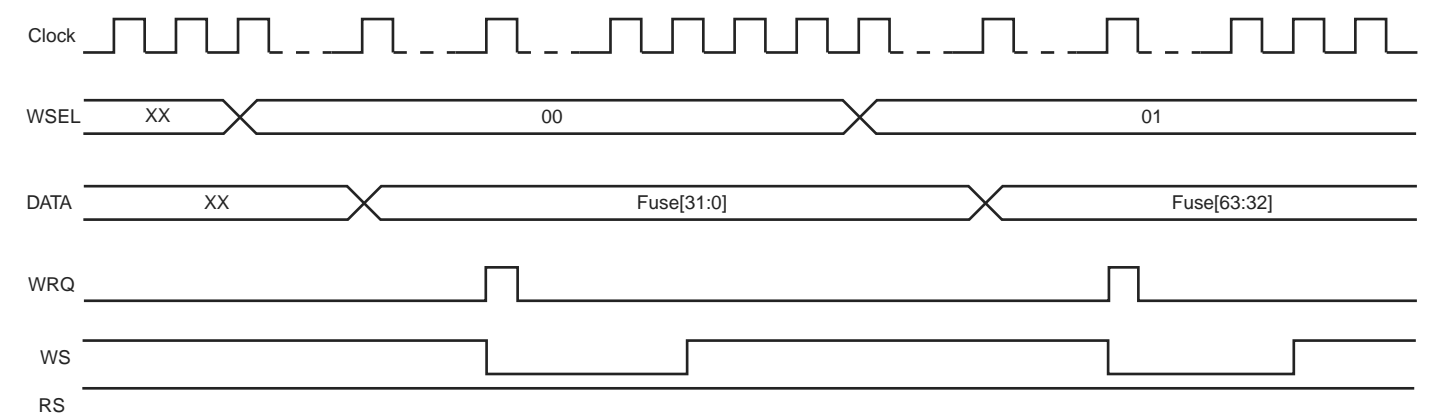 Clock
WSEL XX 00 01
DATA XX Fuse[31:0] Fuse[63:32]
WRQ
WS
RS